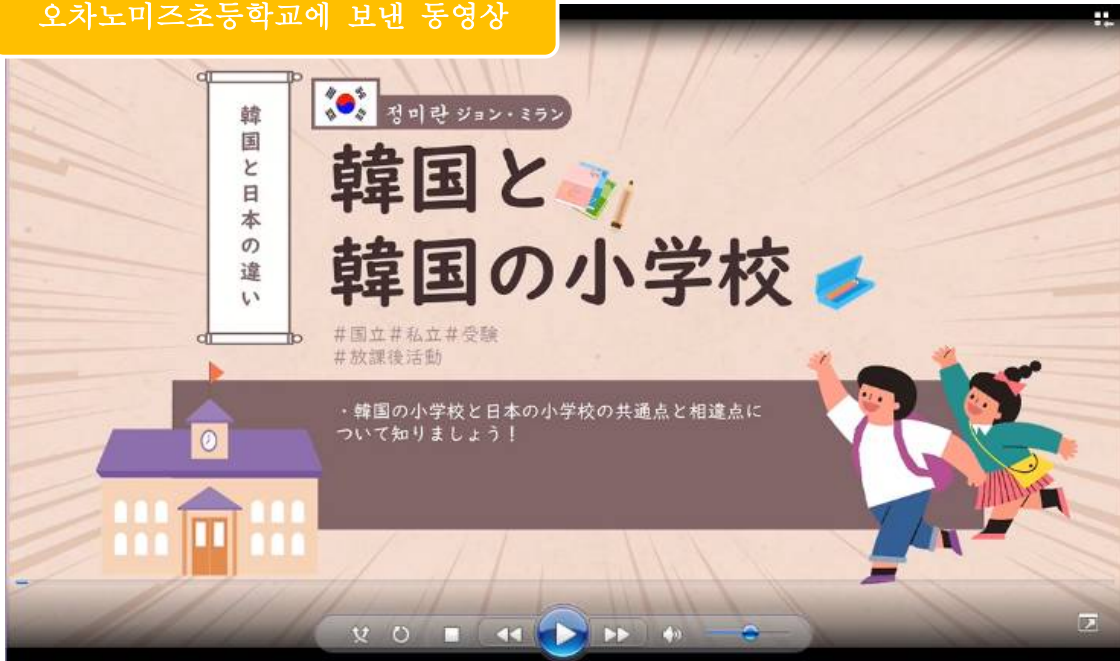 오차노미즈초등학교에 보낸 동영상
韓国と日本の違い
정미란 ジョン・ミラン
韓国と
韓国の小学校
#国立#私立#受験
#放課後活動
・韓国の小学校と日本の小学校の共通点と相違点に
ついて知りましょう!